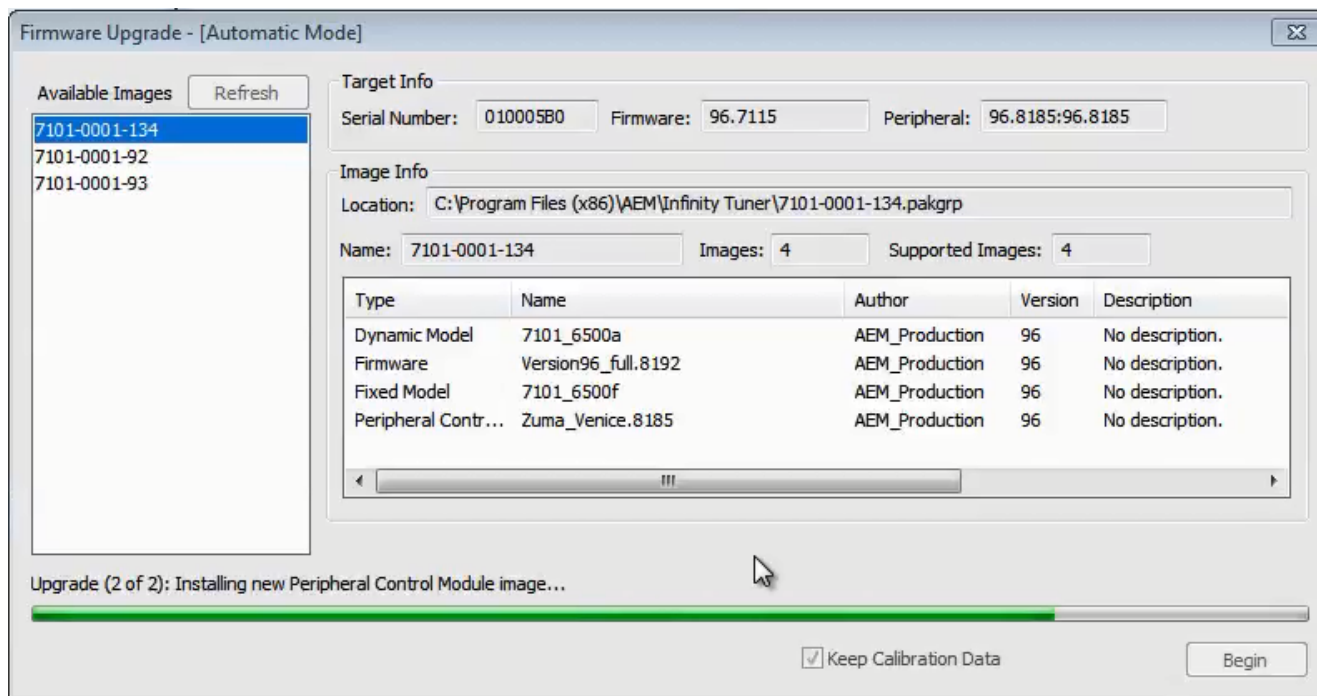 Firmware Upgrade - [Automatic Mode]
Available Images Refresh
7101-0001-134
7101-0001-92
7101-0001-93
Target Info
Serial Number: 010005B0 Firmware: 96.7115 Peripheral: 96.8185:96.8185
Image Info
Location: C:\Program Files (x86)\AEM\Infinity Tuner\7101-0001-134.pakgrp
Name: 7101-0001-134 Images: 4 Supported Images: 4
Type Name Author Version Description
Dynamic Model 7101_6500a AEM_Production 96 No description.
Firmware Version96_full.8192 AEM_Production 96 No description.
Fixed Model 7101_6500f AEM_Production 96 No description.
Peripheral Contr... Zuma_Venice.8185 AEM_Production 96 No description.
Upgrade (2 of 2): Installing new Peripheral Control Module image...
Keep Calibration Data
Begin